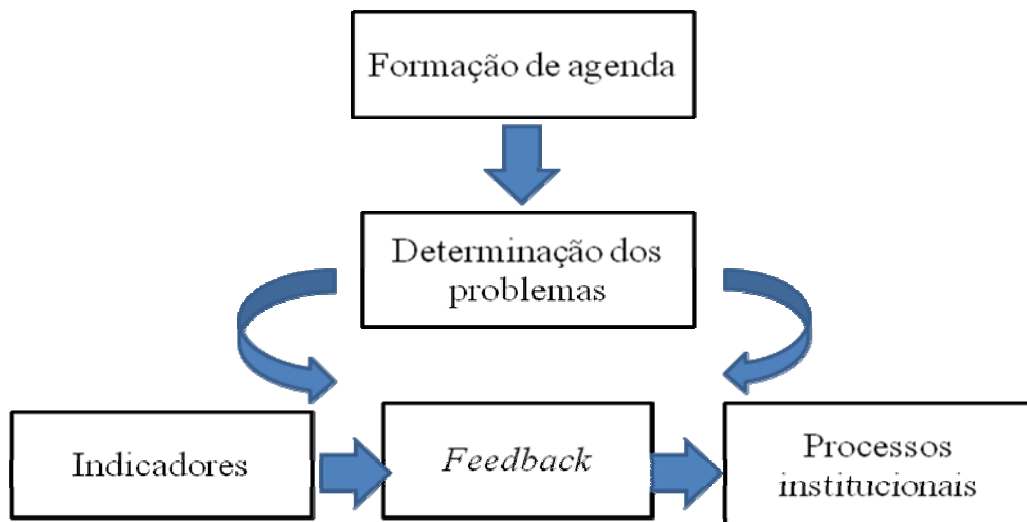 Formação de agenda
Determinação dos
problemas
Indicadores
Feedback
Processos
institucionais